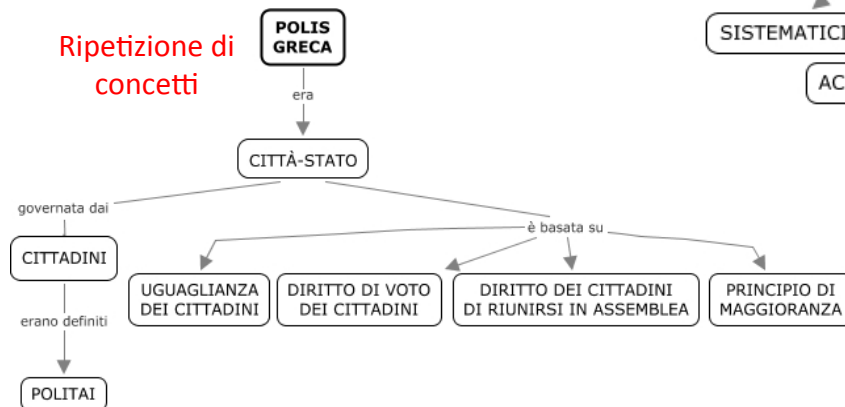 Ripetizione di
concetti
POLIS
GRECA
SISTEMATICI
AC
era
CITTÀ-STATO
governata dai
è basata su
CITTADINI
UGUAGLIANZA
DEI CITTADINI
DIRITTO DI VOTO
DEI CITTADINI
DIRITTO DEI CITTADINI
DI RIUNIRSI IN ASSEMBLEA
PRINCIPIO DI
MAGGIORANZA
erano definiti
POLITAI